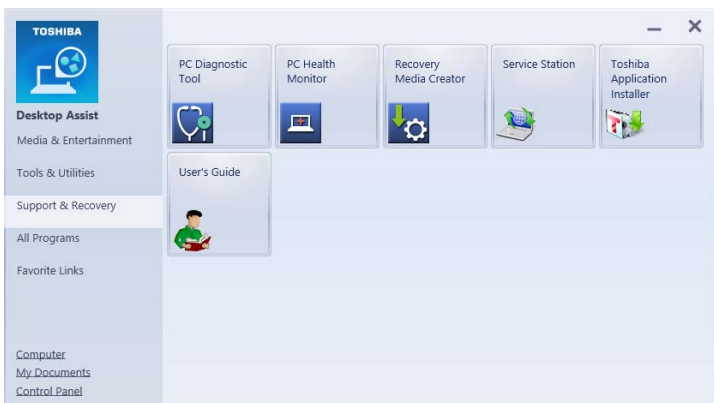 TOSHIBA
Desktop Assist
Media & Entertainment
Tools & Utilities
Support & Recovery
All Programs
Favorite Links
Computer
My Documents
Control Panel
PC Diagnostic
Tool
PC Health
Monitor
Recovery
Media Creator
Service Station
Toshiba
Application
Installer
User's Guide